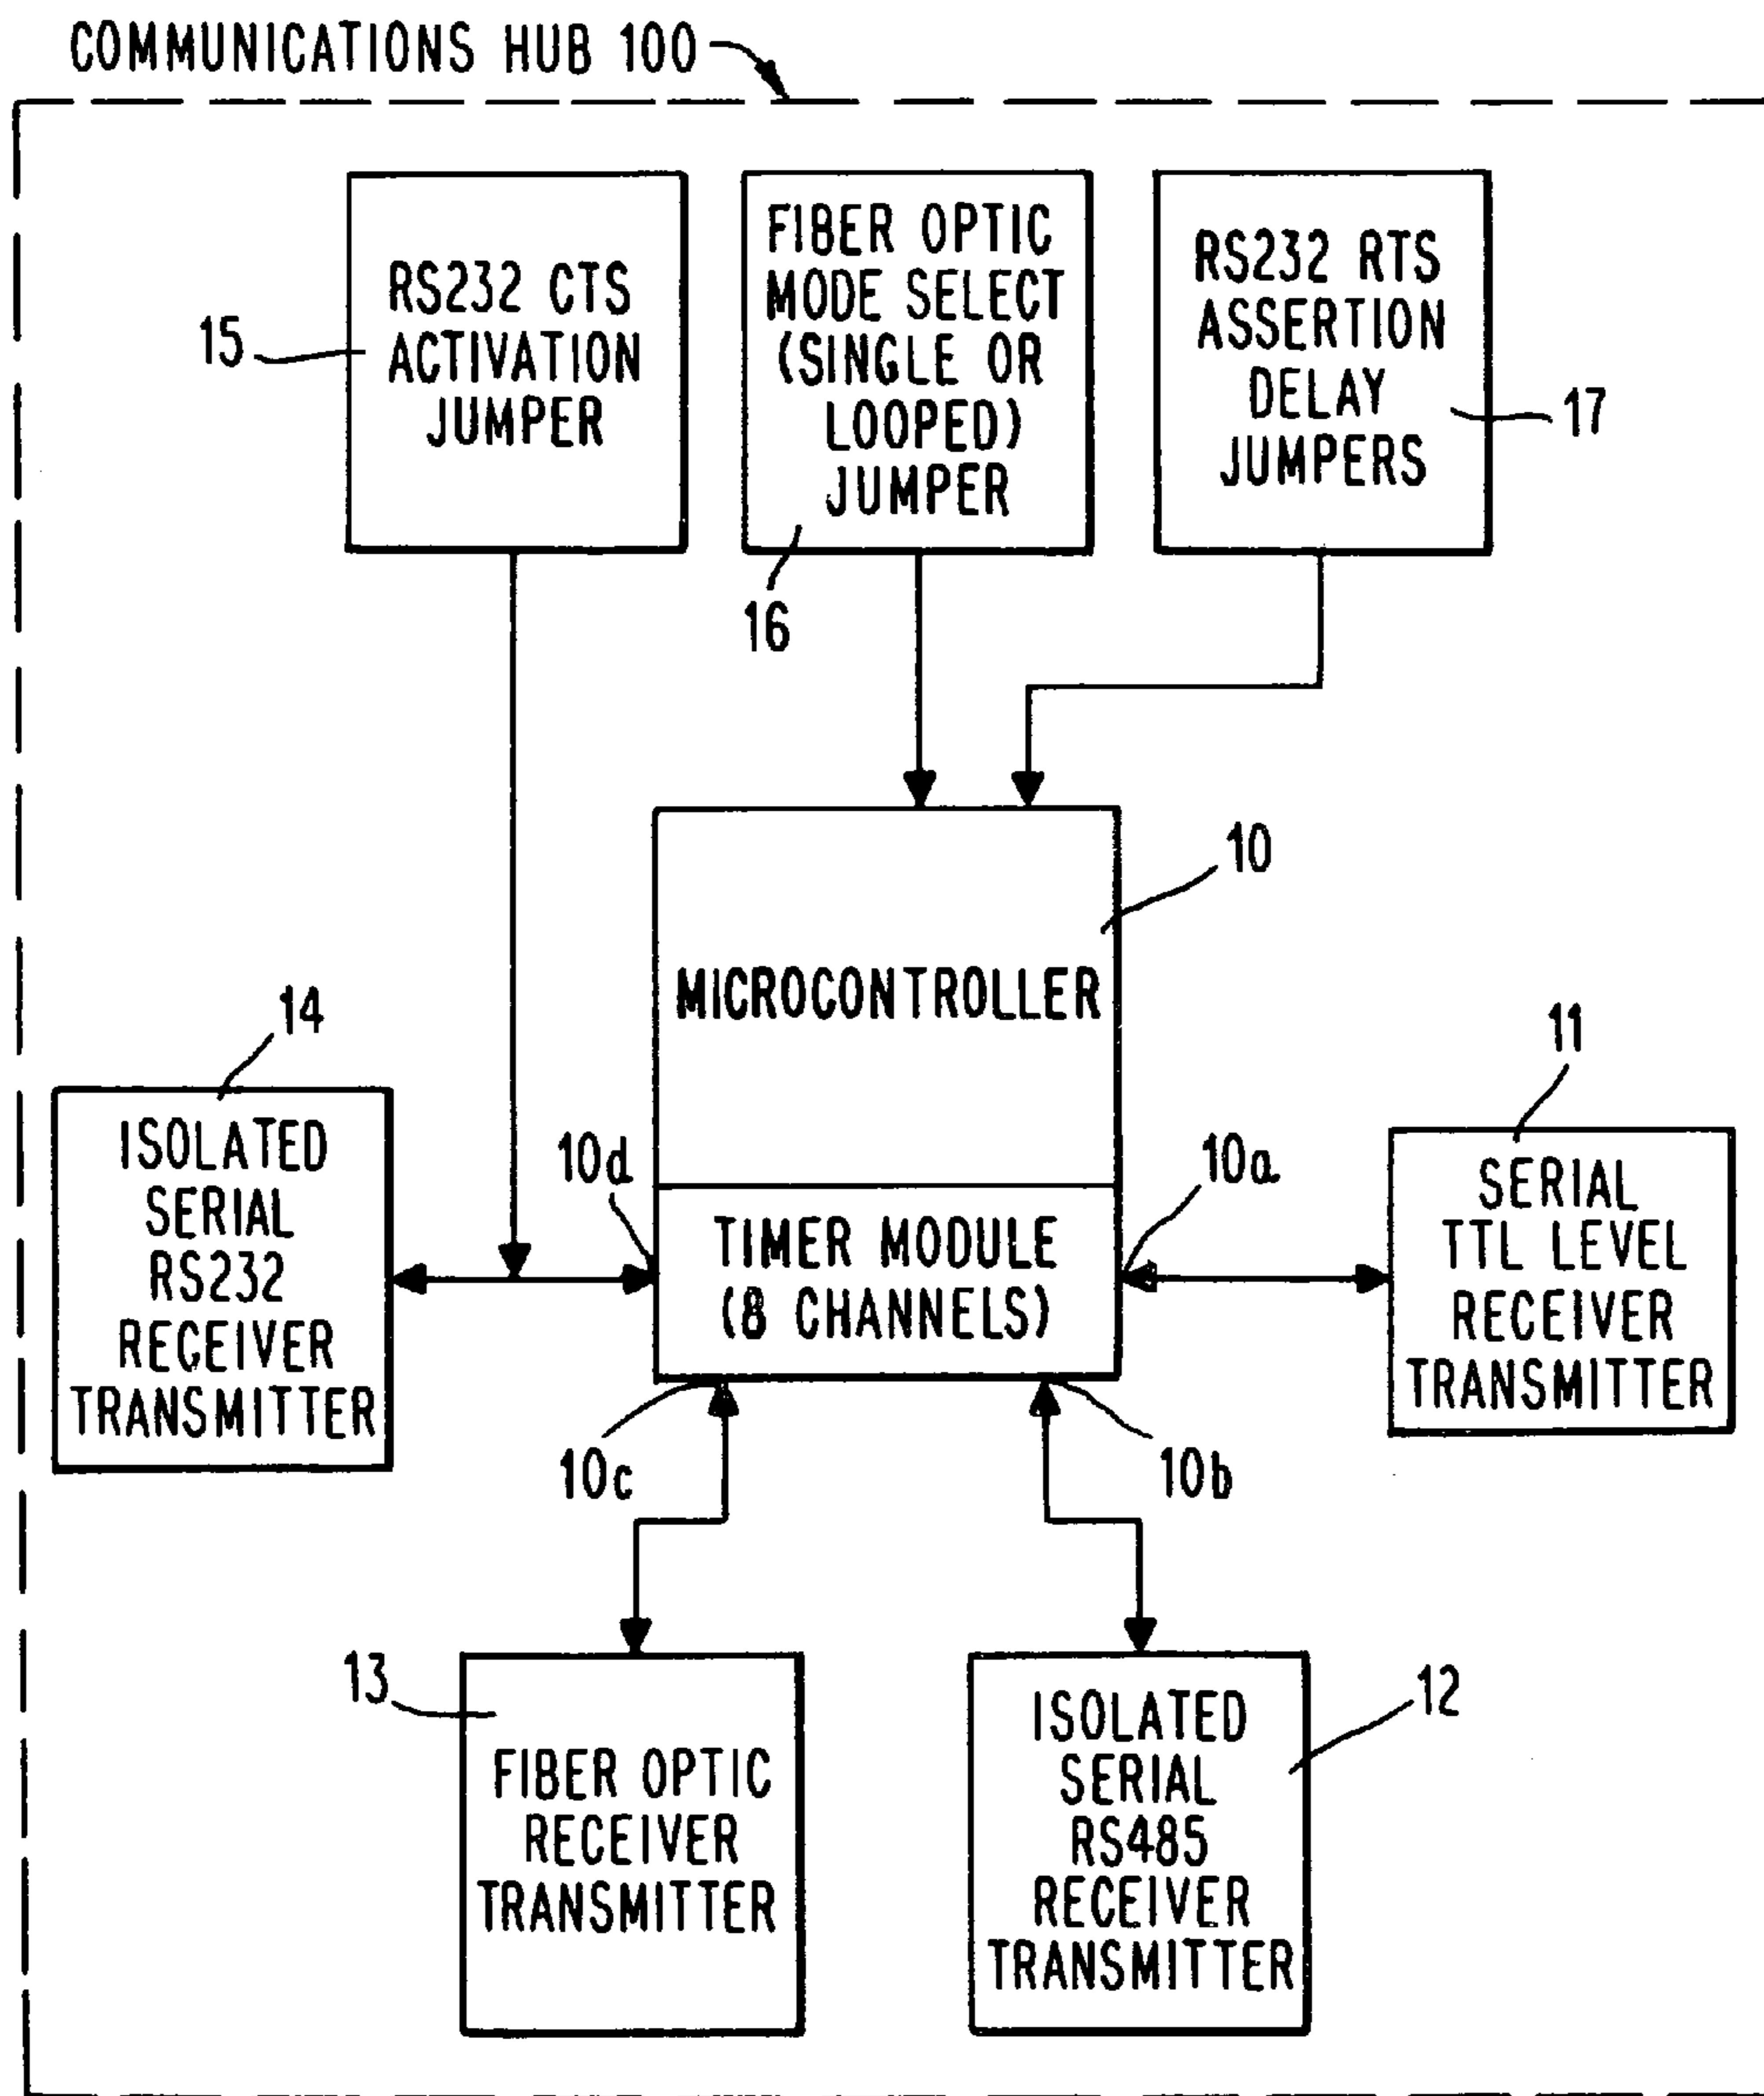 COMMUNICATIONS HUB 100
RS232 CTS
ACTIVATION
JUMPER
15
FIBER OPTIC
MODE SELECT
(SINGLE OR
LOOPED)
JUMPER
16
RS232 RTS
ASSERTION
DELAY
JUMPERS
17
MICROCONTROLLER
10
TIMER MODULE
(8 CHANNELS)
10d
10a
10c
10b
14
ISOLATED
SERIAL
RS232
RECEIVER
TRANSMITTER
11
SERIAL
TTL LEVEL
RECEIVER
TRANSMITTER
13
FIBER OPTIC
RECEIVER
TRANSMITTER
12
ISOLATED
SERIAL
RS485
RECEIVER
TRANSMITTER